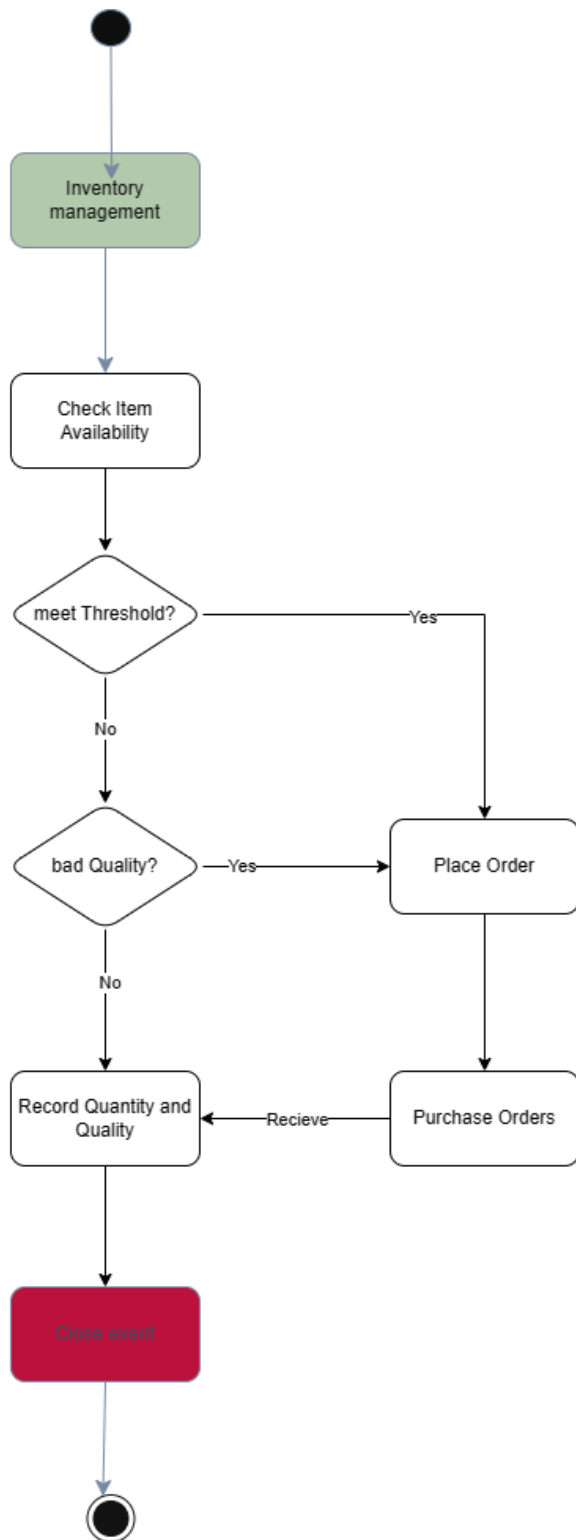 Inventory
management
Check Item
Availability
meet Threshold?
Yes
No
bad Quality?
Yes
Place Order
No
Record Quantity and
Quality
Recieve
Purchase Orders
Close event